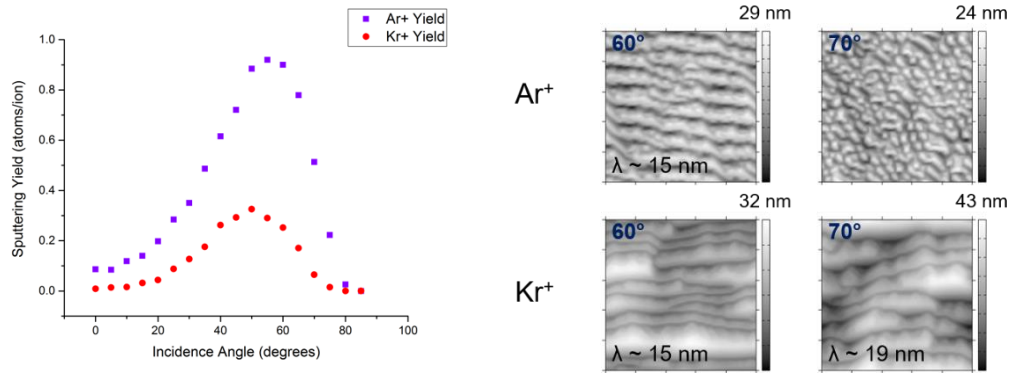 Ar+ Yield
Kr+ Yield
Sputtering Yield (atoms/ion)
1.0
0.8
0.6
0.4
0.2
0.0
0 20 40 60 80 100
Incidence Angle (degrees)
29 nm 24 nm
Ar⁺
60° 70°
λ ~ 15 nm
32 nm 43 nm
Kr⁺
60° 70°
λ ~ 15 nm λ ~ 19 nm